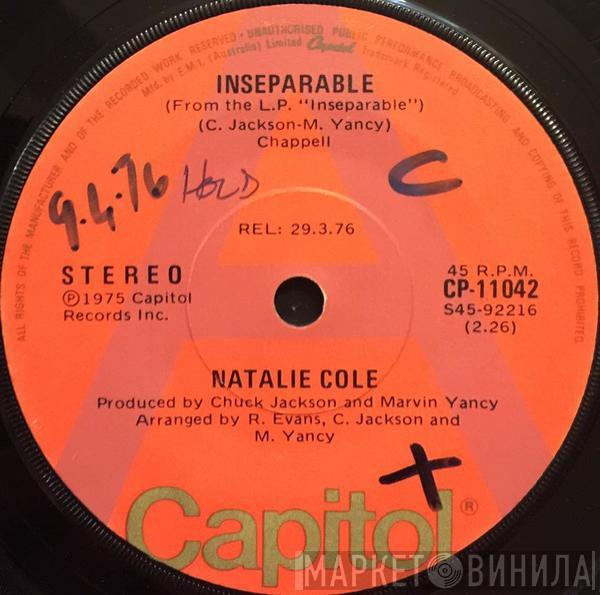 ALL RIGHTS OF THE MANUFACTURER AND OF THE RECORDED WORK RESERVED • UNAUTHORISED PUBLIC PERFORMANCE BROADCASTING AND COPYING OF THIS RECORD PROHIBITED.
Mfd. by E.M.I. (Australia) Limited Capitol Trademark Registered
INSEPARABLE
(From the L.P. "Inseparable")
(C. Jackson-M. Yancy)
Chappell
9.4.76 HOLD C
REL: 29.3.76
STEREO
℗1975 Capitol
Records Inc.
45 R.P.M.
CP-11042
S45-92216
(2.26)
NATALIE COLE
Produced by Chuck Jackson and Marvin Yancy
Arranged by R. Evans, C. Jackson and
M. Yancy
A
+
Capitol®
МАРКЕТ ВИНИЛА